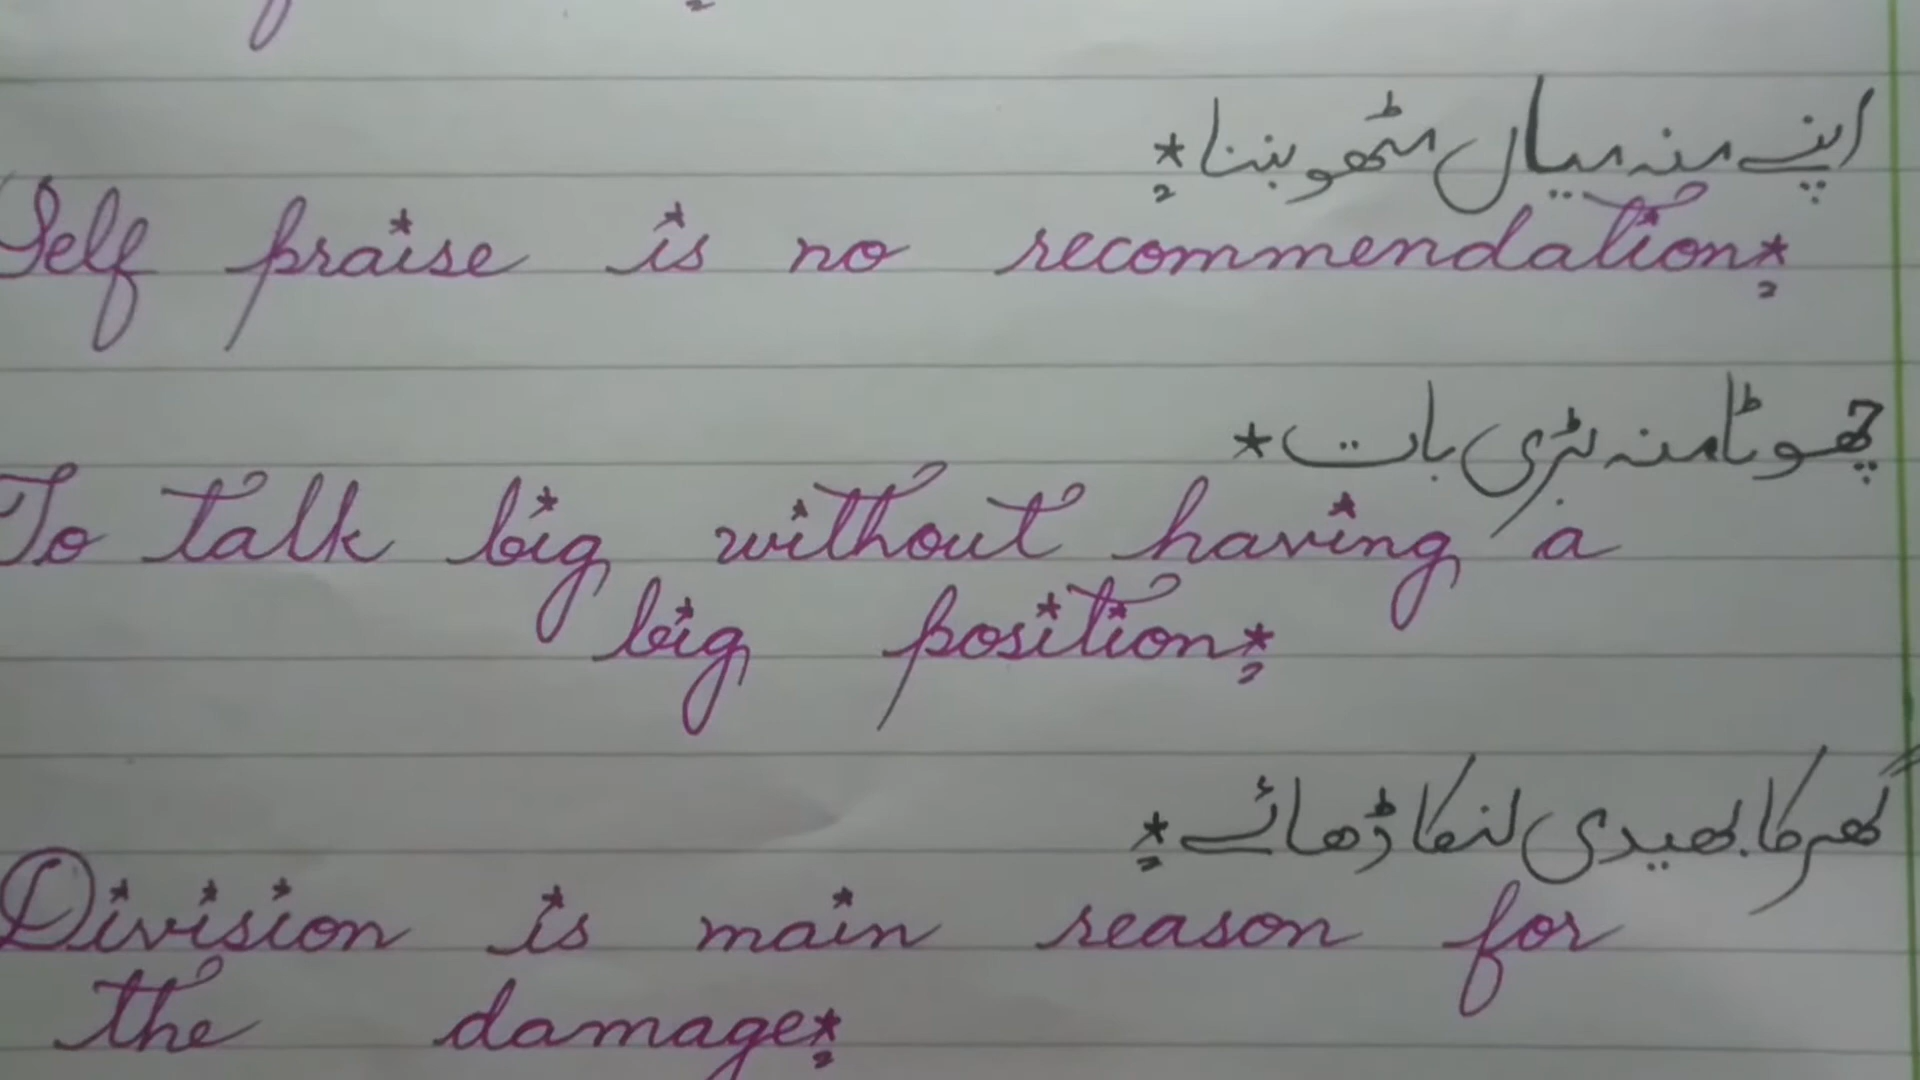 اپنے منہ میاں مٹھو بننا
Self praise is no recommendation
چھوٹا منہ بڑی بات
To talk big without having a
big position
گھر کا بھیدی لنکا ڈھائے
Division is main reason for
the damage